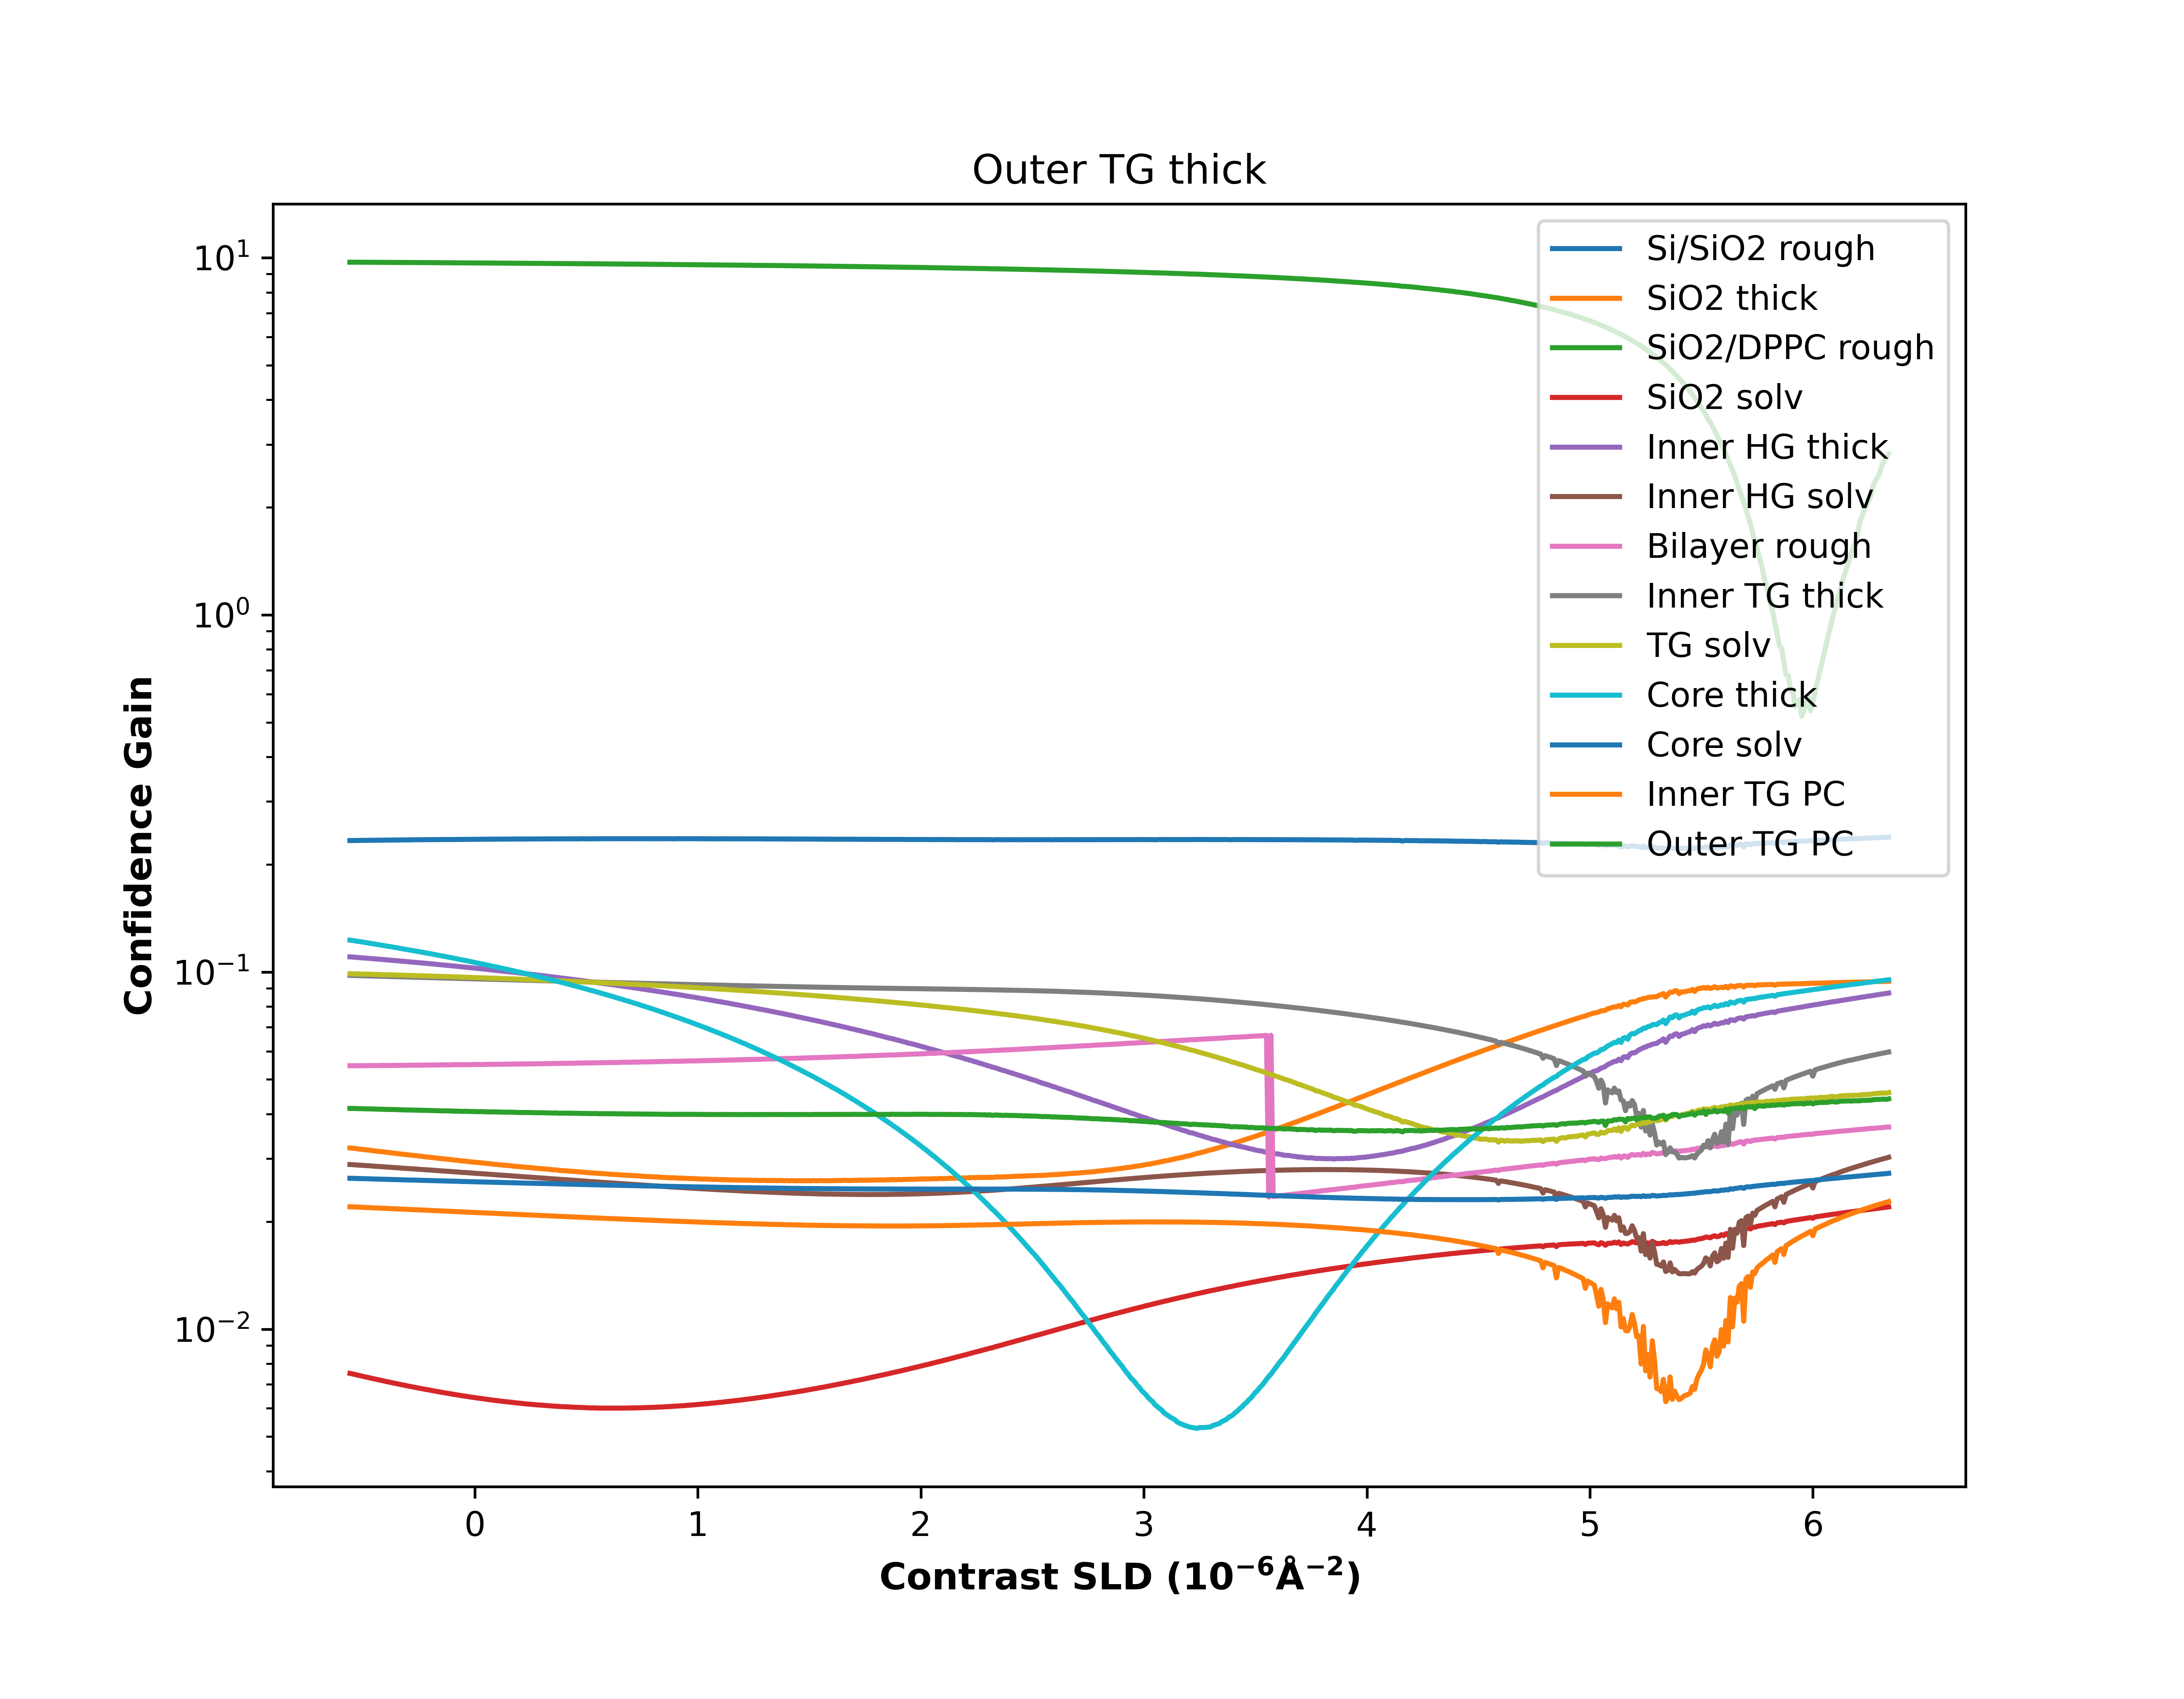 Outer TG thick
10¹
10⁰
10⁻¹
10⁻²
Confidence Gain
Si/SiO2 rough
SiO2 thick
SiO2/DPPC rough
SiO2 solv
Inner HG thick
Inner HG solv
Bilayer rough
Inner TG thick
TG solv
Core thick
Core solv
Inner TG PC
Outer TG PC
0 1 2 3 4 5 6
Contrast SLD (10⁻⁶Å⁻²)